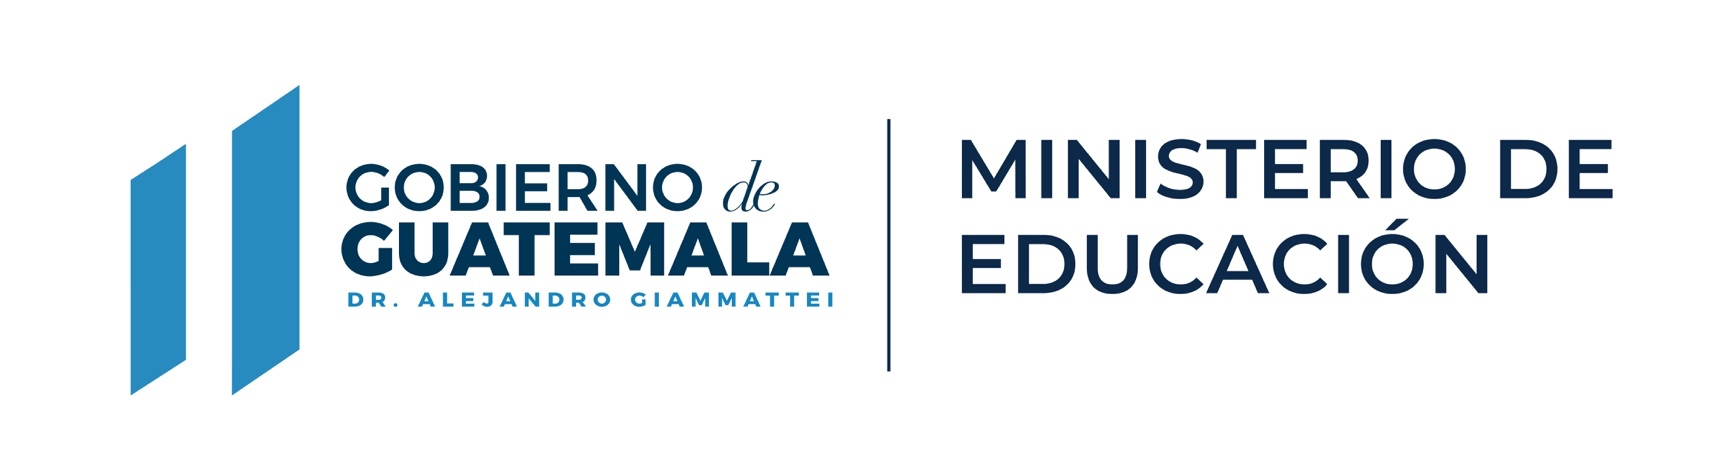 GOBIERNO de
GUATEMALA
DR. ALEJANDRO GIAMMATTEI
MINISTERIO DE
EDUCACIÓN